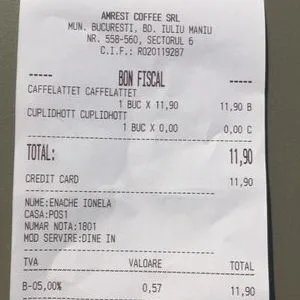 AMREST COFFEE SRL
MUN. BUCURESTI, BD. IULIU MANIU
NR. 558-560, SECTORUL 6
C.I.F.: RO20119287
----- BON FISCAL -----
CAFFELATTET CAFFELATTET
1 BUC X 11,90 11,90 B
CUPLIDHOTT CUPLIDHOTT
1 BUC X 0,00 0,00 C
TOTAL: 11,90
CREDIT CARD 11,90
NUME:ENACHE IONELA
CASA:POS1
NUMAR NOTA:1801
MOD SERVIRE:DINE IN
TVA VALOARE TOTAL
B-05,00% 0,57 11,90